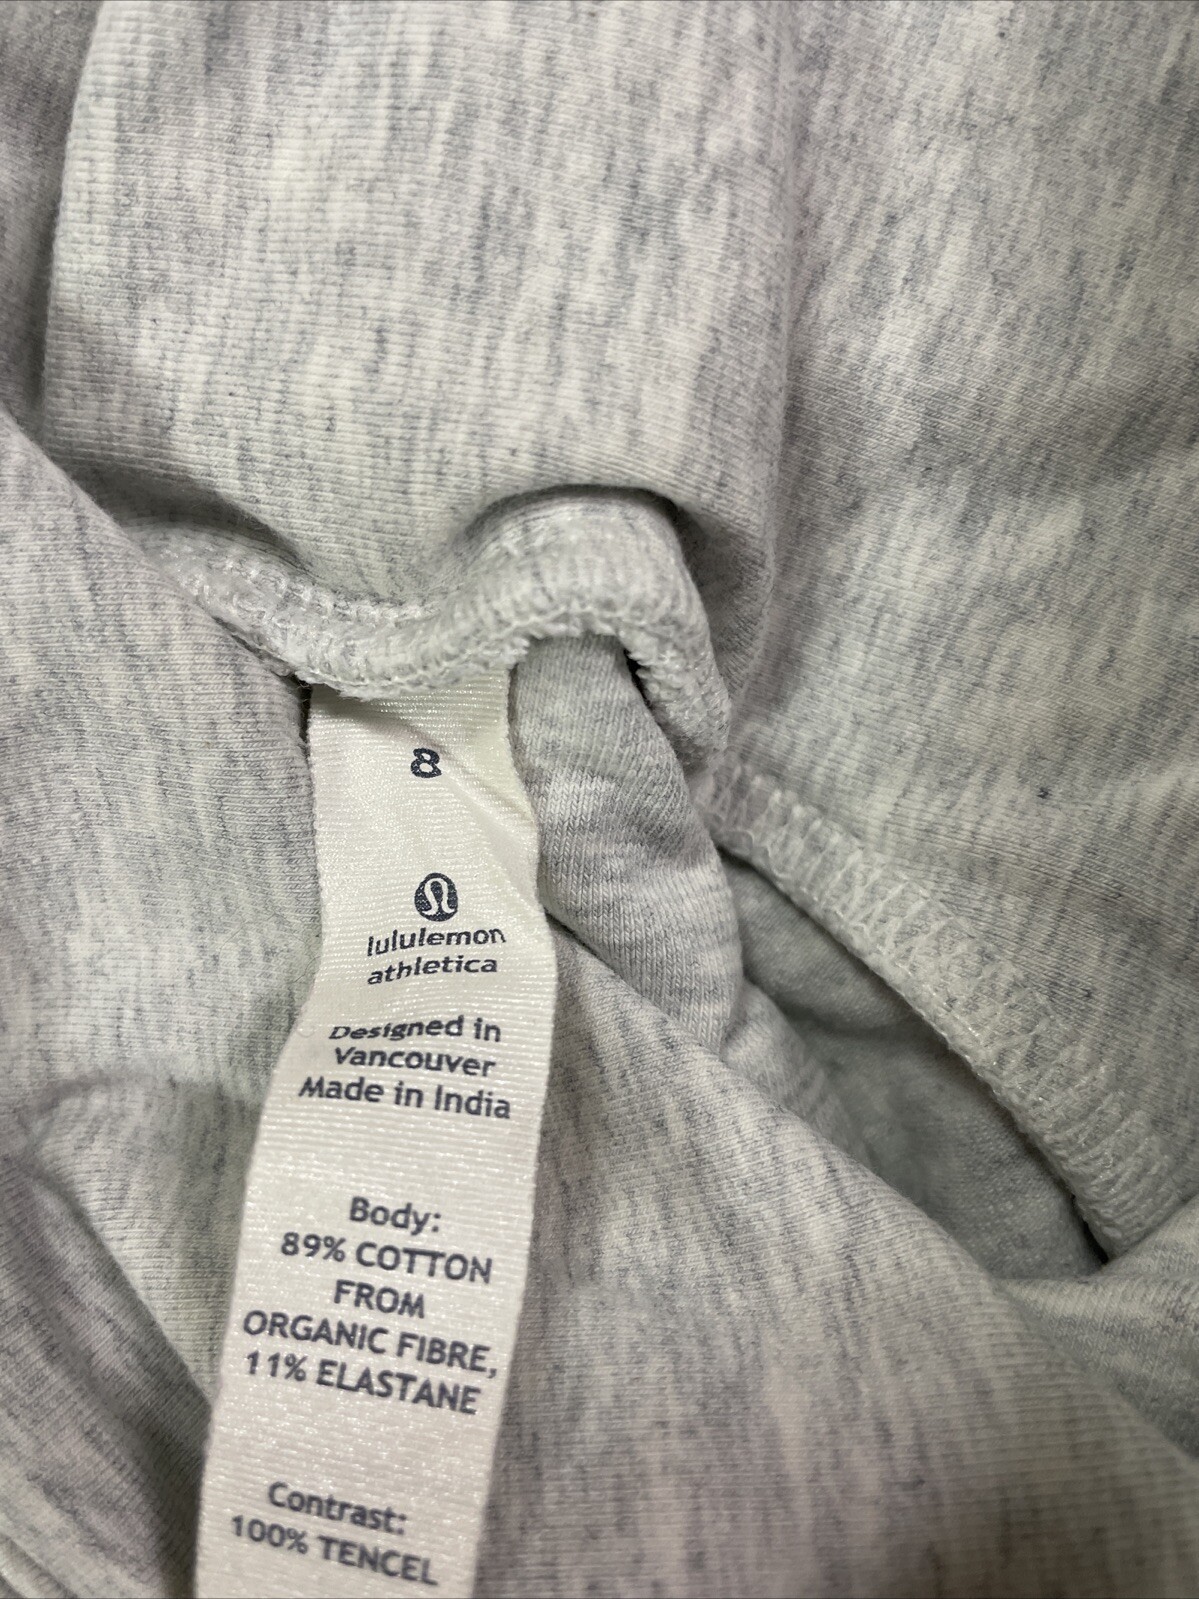 8
lululemon
athletica
Designed in
Vancouver
Made in India
Body:
89% COTTON
FROM
ORGANIC FIBRE,
11% ELASTANE
Contrast:
100% TENCEL